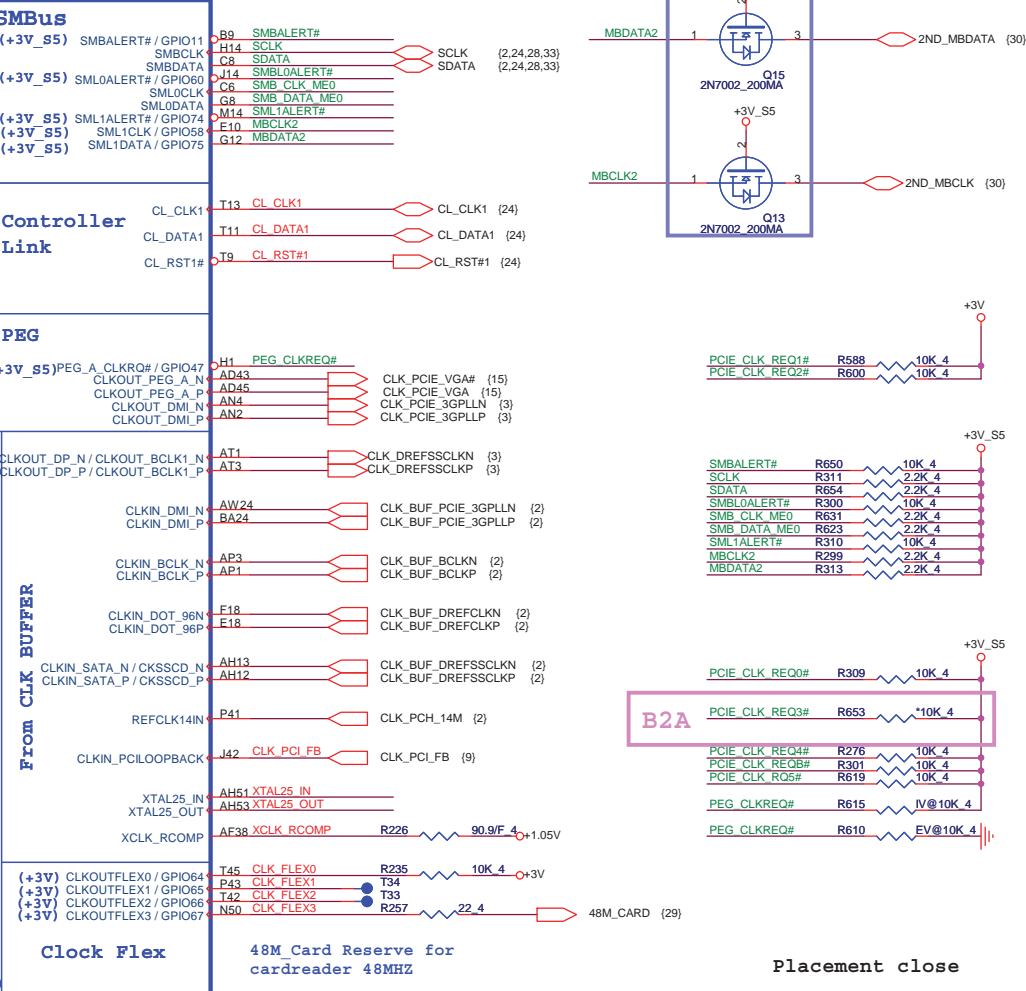 SMBus
(+3V_S5) SMBALERT# / GPIO11 B9 SMBALERT#
SMBCLK H14 SCLK SCLK {2,24,28,33}
SMBDATA C8 SDATA SDATA {2,24,28,33}
(+3V_S5) SML0ALERT# / GPIO60 J14 SMBL0ALERT#
SML0CLK C6 SMB_CLK_ME0
SML0DATA G8 SMB_DATA_ME0
(+3V_S5) SML1ALERT# / GPIO74 M14 SML1ALERT#
(+3V_S5) SML1CLK / GPIO58 E10 MBCLK2
(+3V_S5) SML1DATA / GPIO75 G12 MBDATA2
2
MBDATA2 1 3 2ND_MBDATA {30}
Q15
2N7002_200MA
+3V_S5
2
MBCLK2 1 3 2ND_MBCLK {30}
Q13
2N7002_200MA
Controller
Link
CL_CLK1 T13 CL_CLK1 CL_CLK1 {24}
CL_DATA1 T11 CL_DATA1 CL_DATA1 {24}
CL_RST1# T9 CL_RST#1 CL_RST#1 {24}
PEG
+3V_S5) PEG_A_CLKRQ# / GPIO47 H1 PEG_CLKREQ#
CLKOUT_PEG_A_N AD43 CLK_PCIE_VGA# {15}
CLKOUT_PEG_A_P AD45 CLK_PCIE_VGA {15}
CLKOUT_DMI_N AN4 CLK_PCIE_3GPLLN {3}
CLKOUT_DMI_P AN2 CLK_PCIE_3GPLLP {3}
CLKOUT_DP_N / CLKOUT_BCLK1_N AT1 CLK_DREFSSCLKN {3}
CLKOUT_DP_P / CLKOUT_BCLK1_P AT3 CLK_DREFSSCLKP {3}
From CLK BUFFER
CLKIN_DMI_N AW24 CLK_BUF_PCIE_3GPLLN {2}
CLKIN_DMI_P BA24 CLK_BUF_PCIE_3GPLLP {2}
CLKIN_BCLK_N AP3 CLK_BUF_BCLKN {2}
CLKIN_BCLK_P AP1 CLK_BUF_BCLKP {2}
CLKIN_DOT_96N F18 CLK_BUF_DREFCLKN {2}
CLKIN_DOT_96P E18 CLK_BUF_DREFCLKP {2}
CLKIN_SATA_N / CKSSCD_N AH13 CLK_BUF_DREFSSCLKN {2}
CLKIN_SATA_P / CKSSCD_P AH12 CLK_BUF_DREFSSCLKP {2}
REFCLK14IN P41 CLK_PCH_14M {2}
CLKIN_PCILOOPBACK J42 CLK_PCI_FB CLK_PCI_FB {9}
XTAL25_IN AH51 XTAL25_IN
XTAL25_OUT AH53 XTAL25_OUT
XCLK_RCOMP AF38 XCLK_RCOMP R226 90.9/F_4 +1.05V
(+3V) CLKOUTFLEX0 / GPIO64 T45 CLK_FLEX0 R235 10K_4 +3V
(+3V) CLKOUTFLEX1 / GPIO65 P43 CLK_FLEX1 T34
(+3V) CLKOUTFLEX2 / GPIO66 T42 CLK_FLEX2 T33
(+3V) CLKOUTFLEX3 / GPIO67 N50 CLK_FLEX3 R257 22_4 48M_CARD {29}
Clock Flex
48M_Card Reserve for
cardreader 48MHZ
+3V
PCIE_CLK_REQ1# R588 10K_4
PCIE_CLK_REQ2# R600 10K_4
+3V_S5
SMBALERT# R650 10K_4
SCLK R311 2.2K_4
SDATA R654 2.2K_4
SMBL0ALERT# R300 10K_4
SMB_CLK_ME0 R631 2.2K_4
SMB_DATA_ME0 R623 2.2K_4
SML1ALERT# R310 10K_4
MBCLK2 R299 2.2K_4
MBDATA2 R313 2.2K_4
+3V_S5
PCIE_CLK_REQ0# R309 10K_4
B2A PCIE_CLK_REQ3# R653 *10K_4
PCIE_CLK_REQ4# R276 10K_4
PCIE_CLK_REQB# R301 10K_4
PCIE_CLK_RQ5# R619 10K_4
PEG_CLKREQ# R615 IV@10K_4
PEG_CLKREQ# R610 EV@10K_4
Placement close